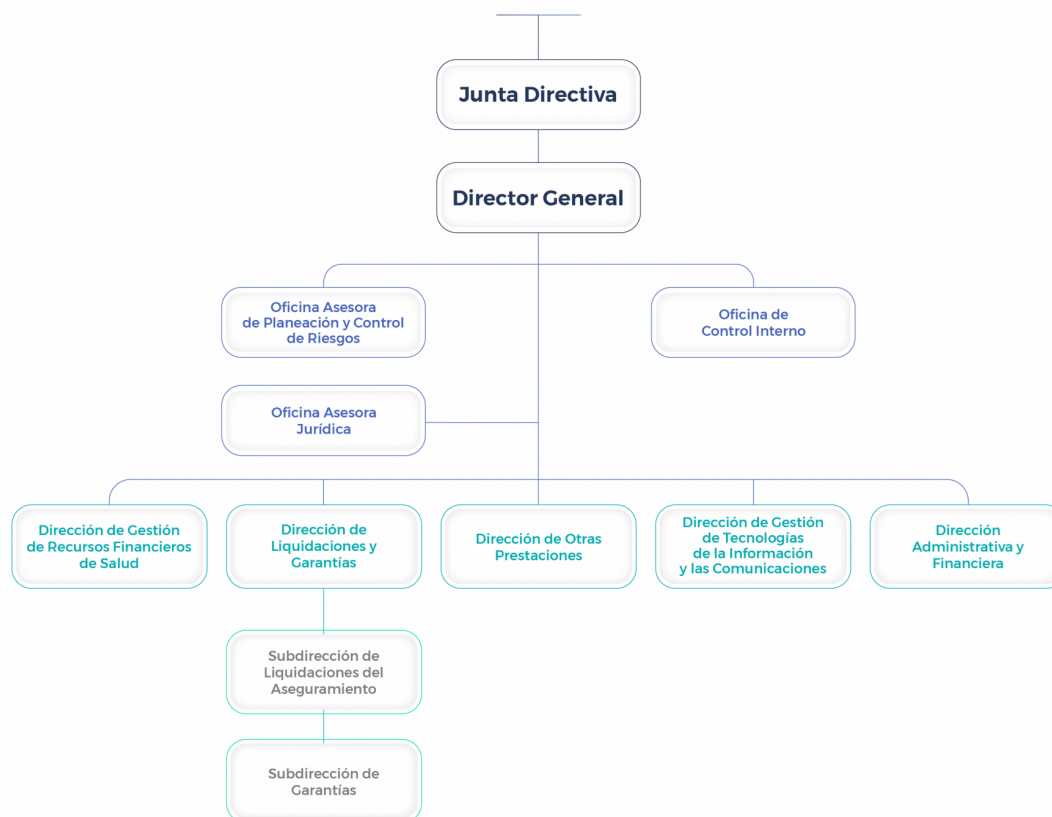 Junta Directiva
Director General
Oficina Asesora
de Planeación y Control
de Riesgos
Oficina de
Control Interno
Oficina Asesora
Jurídica
Dirección de Gestión
de Recursos Financieros
de Salud
Dirección de
Liquidaciones y
Garantías
Dirección de Otras
Prestaciones
Dirección de Gestión
de Tecnologías
de la Información
y las Comunicaciones
Dirección
Administrativa y
Financiera
Subdirección de
Liquidaciones del
Aseguramiento
Subdirección de
Garantías